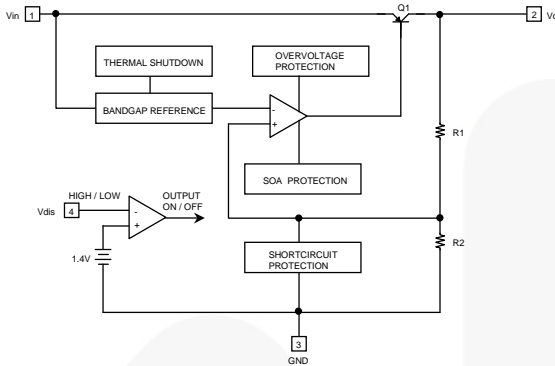 Q1
Vin 1
2 Vo
THERMAL SHUTDOWN
OVERVOLTAGE
PROTECTION
BANDGAP REFERENCE
-
+
R1
SOA PROTECTION
HIGH / LOW
OUTPUT
ON / OFF
Vdis 4
-
+
R2
SHORTCIRCUIT
PROTECTION
1.4V
3
GND